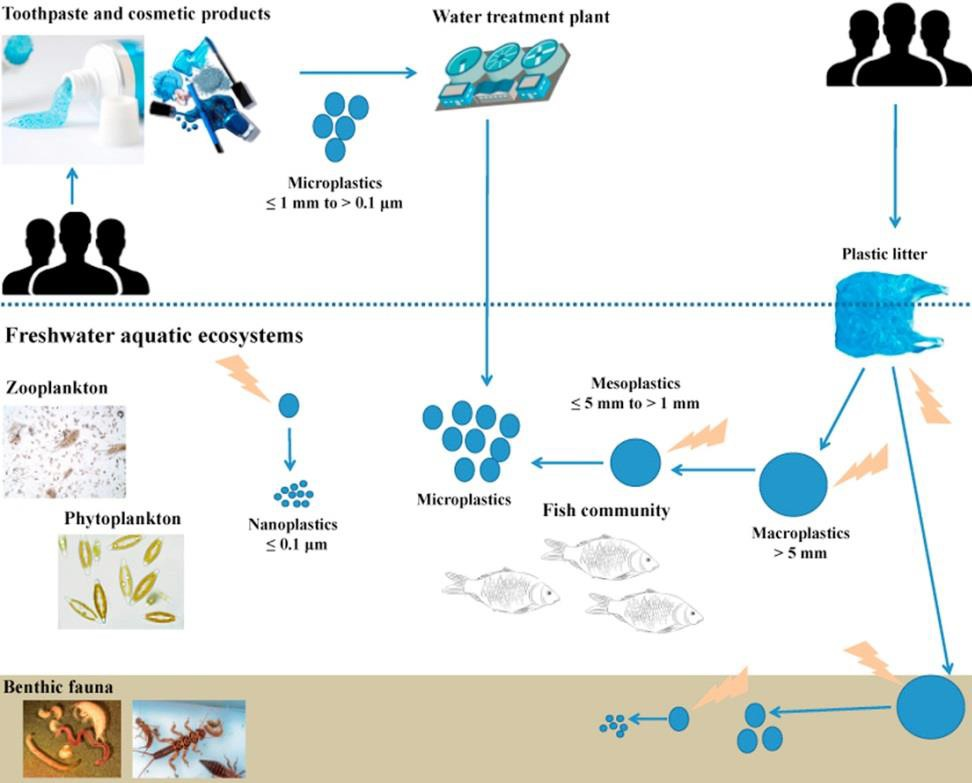 Toothpaste and cosmetic products
Water treatment plant
Microplastics
≤ 1 mm to > 0.1 μm
Plastic litter
Freshwater aquatic ecosystems
Zooplankton
Mesoplastics
≤ 5 mm to > 1 mm
Phytoplankton
Nanoplastics
≤ 0.1 μm
Microplastics
Fish community
Macroplastics
> 5 mm
Benthic fauna